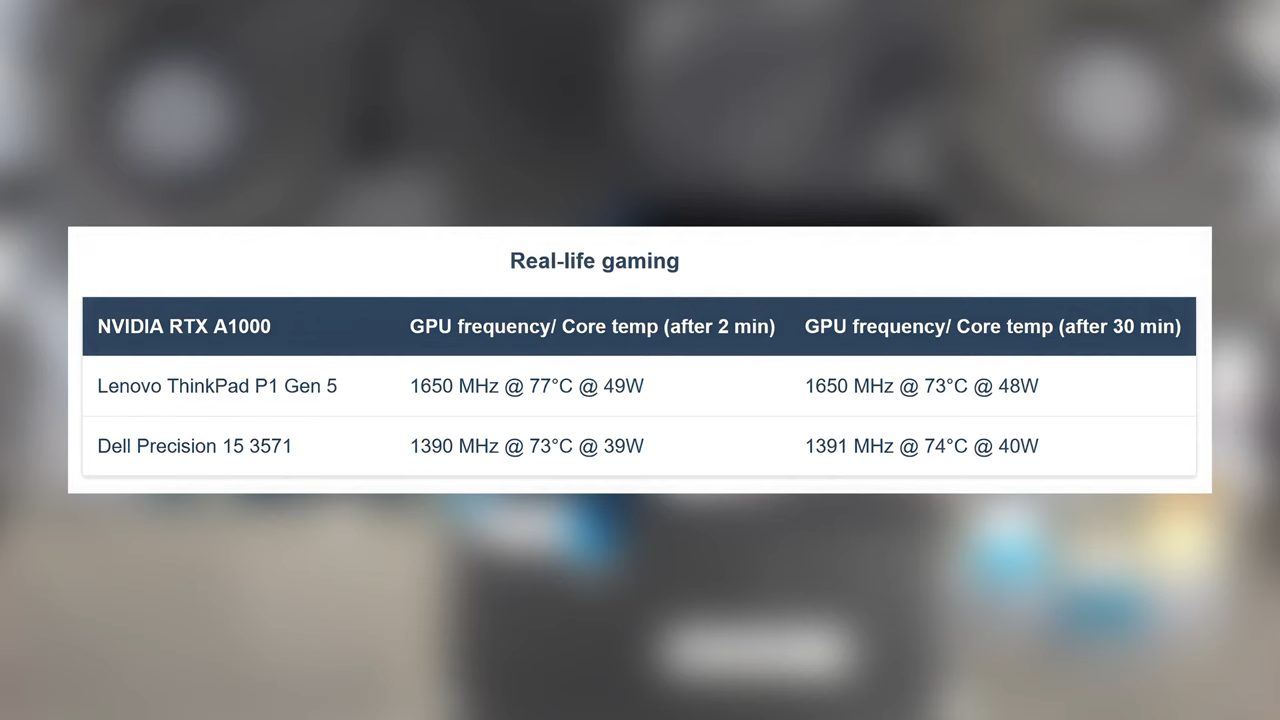 Real-life gaming
NVIDIA RTX A1000 GPU frequency/ Core temp (after 2 min) GPU frequency/ Core temp (after 30 min)
Lenovo ThinkPad P1 Gen 5 1650 MHz @ 77°C @ 49W 1650 MHz @ 73°C @ 48W
Dell Precision 15 3571 1390 MHz @ 73°C @ 39W 1391 MHz @ 74°C @ 40W